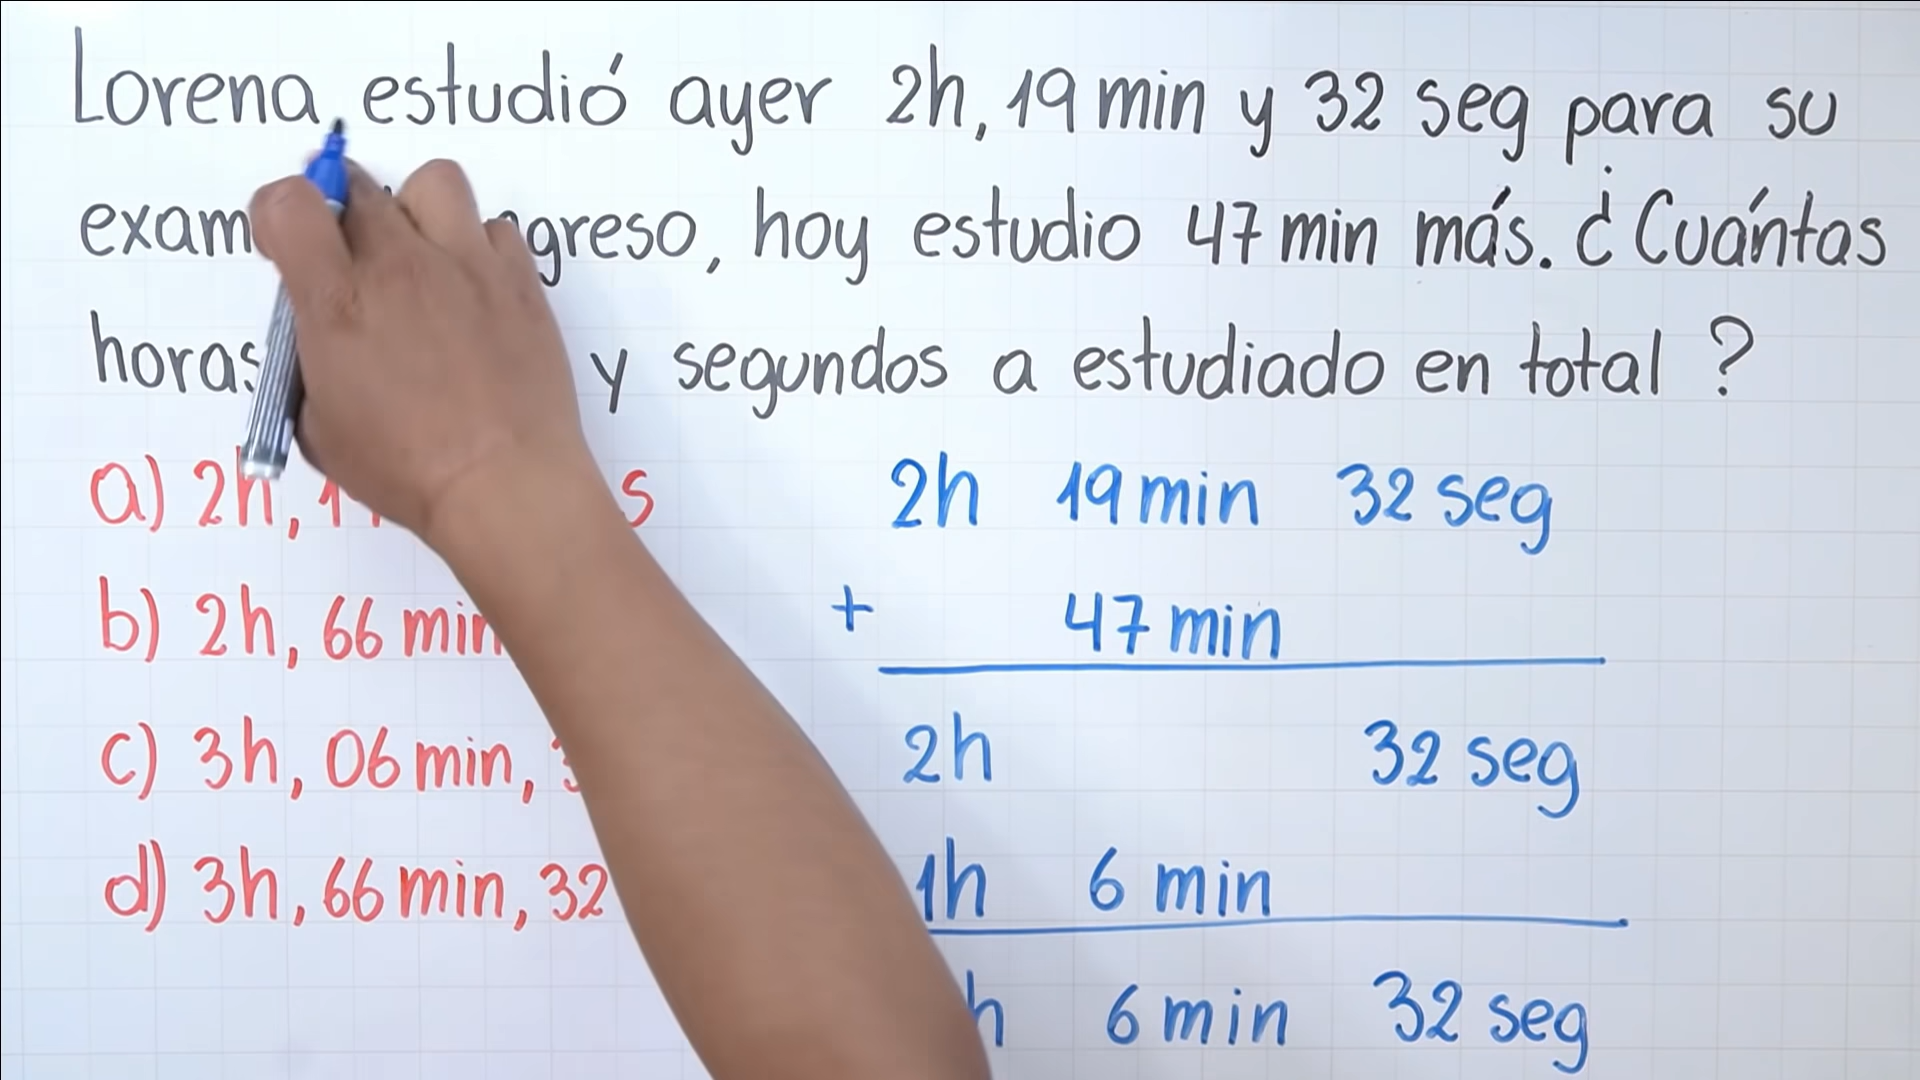 Lorena estudió ayer 2h, 19 min y 32 seg para su
hoy estudio 47 min más. ¿Cuántas
horas y segundos a estudiado en total ?
a) 2h,
b) 2h, 66 min
c) 3h, 06 min,
d) 3h, 66 min, 32
2h 19 min 32 seg
+ 47 min
2h 32 seg
1h 6 min
h 6 min 32 seg